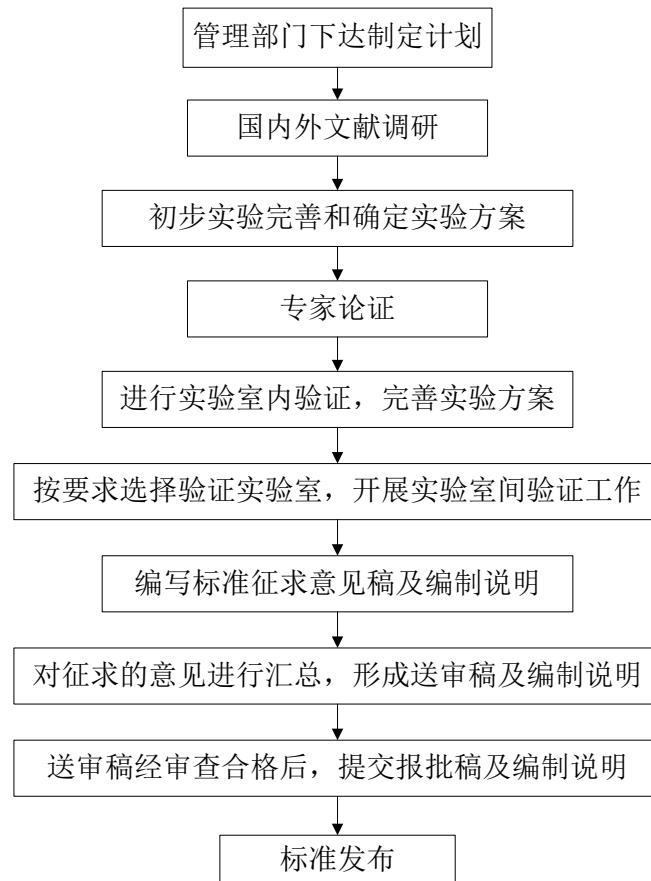 管理部门下达制定计划
国内外文献调研
初步实验完善和确定实验方案
专家论证
进行实验室内验证，完善实验方案
按要求选择验证实验室，开展实验室间验证工作
编写标准征求意见稿及编制说明
对征求的意见进行汇总，形成送审稿及编制说明
送审稿经审查合格后，提交报批稿及编制说明
标准发布